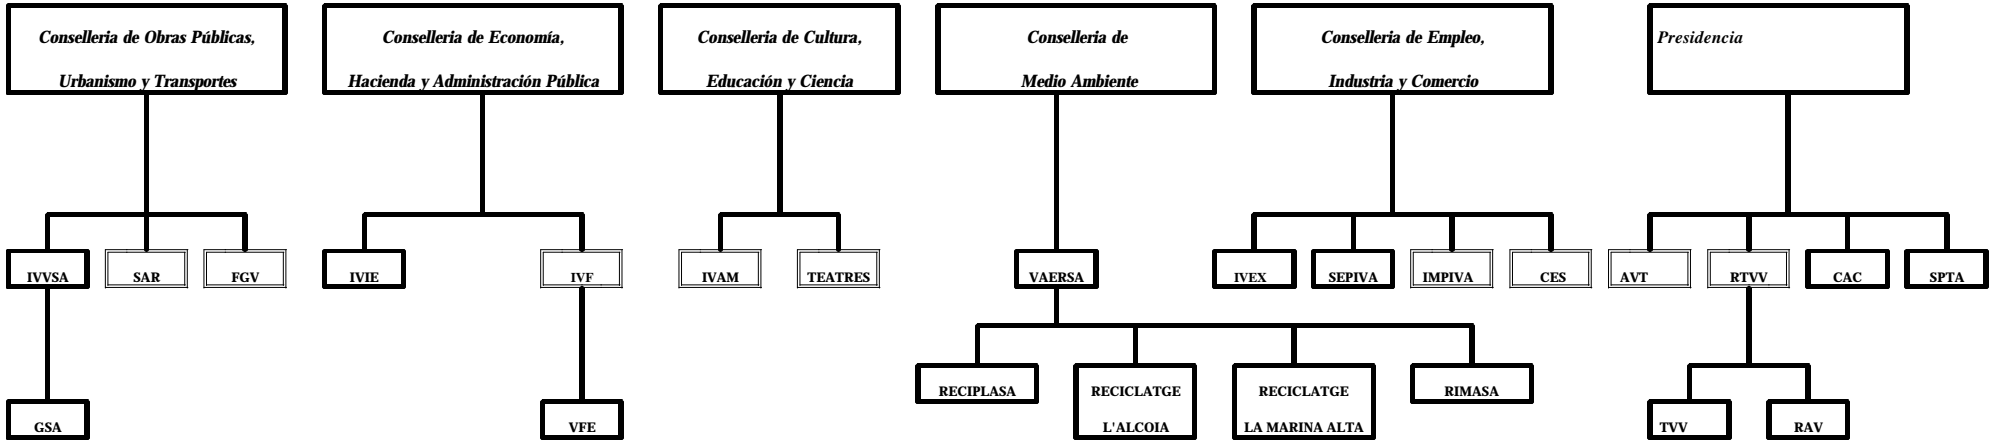 Conselleria de Obras Públicas,
Urbanismo y Transportes
Conselleria de Economía,
Hacienda y Administración Pública
Conselleria de Cultura,
Educación y Ciencia
Conselleria de
Medio Ambiente
Conselleria de Empleo,
Industria y Comercio
Presidencia
IVVSA
SAR
FGV
IVIE
IVF
IVAM
TEATRES
VAERSA
IVEX
SEPIVA
IMPIVA
CES
AVT
RTVV
CAC
SPTA
RECIPLASA
RECICLATGE
L'ALCOIA
RECICLATGE
LA MARINA ALTA
RIMASA
GSA
VFE
TVV
RAV